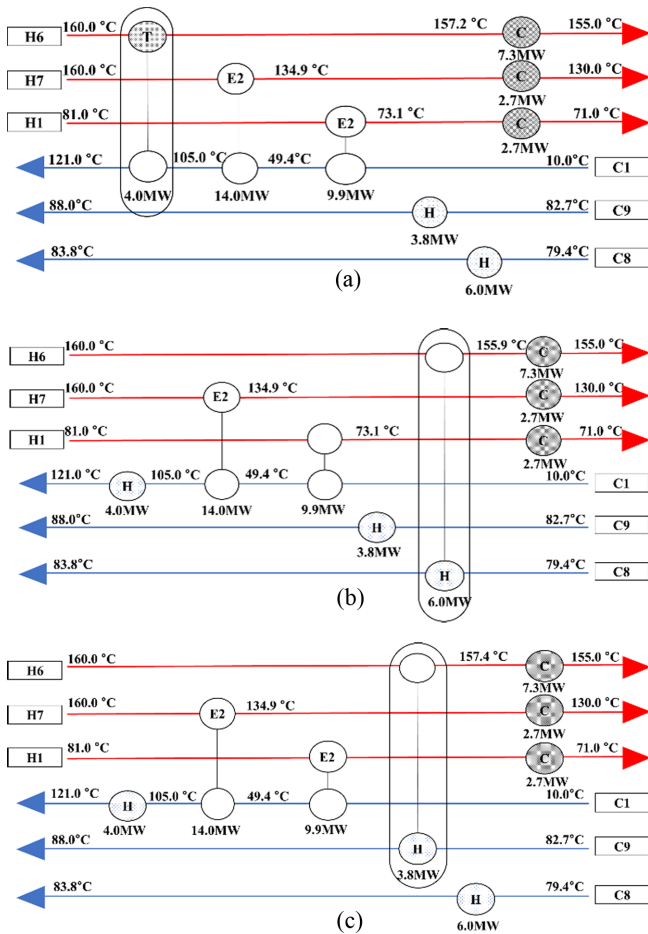 160.0 °C 157.2 °C 155.0 °C
H6 T C
7.3MW
160.0 °C 134.9 °C 130.0 °C
H7 E2 C
2.7MW
81.0 °C 73.1 °C 71.0 °C
H1 E2 C
2.7MW
121.0 °C 105.0 °C 49.4°C 10.0°C C1
4.0MW 14.0MW 9.9MW
88.0°C 82.7°C
H C9
3.8MW
83.8°C 79.4°C
H C8
6.0MW
(a)
160.0 °C 155.9 °C 155.0 °C
H6 C
7.3MW
160.0 °C 134.9 °C 130.0 °C
H7 E2 C
2.7MW
81.0 °C 73.1 °C 71.0 °C
H1 C
2.7MW
121.0 °C 105.0 °C 49.4°C 10.0°C
H C1
4.0MW 14.0MW 9.9MW
88.0°C 82.7°C
H C9
3.8MW
83.8°C 79.4°C
H C8
6.0MW
(b)
160.0 °C 157.4 °C 155.0 °C
H6 C
7.3MW
160.0 °C 134.9 °C 130.0 °C
H7 E2 C
2.7MW
81.0 °C 73.1 °C 71.0 °C
H1 E2 C
2.7MW
121.0 °C 105.0 °C 49.4°C 10.0°C
H C1
4.0MW 14.0MW 9.9MW
88.0°C 82.7°C
H C9
3.8MW
83.8°C 79.4°C
H C8
6.0MW
(c)